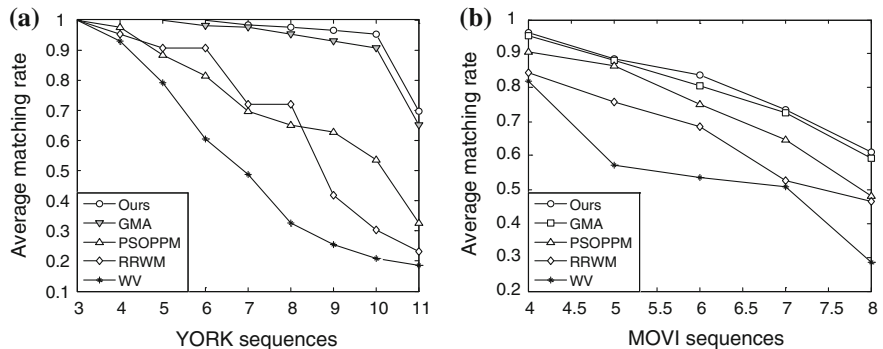 (a)
Average matching rate
1
0.9
0.8
0.7
0.6
0.5
0.4
0.3
0.2
0.1
Ours
GMA
PSOPPM
RRWM
WV
3 4 5 6 7 8 9 10 11
YORK sequences
(b)
Average matching rate
1
0.9
0.8
0.7
0.6
0.5
0.4
0.3
0.2
Ours
GMA
PSOPPM
RRWM
WV
4 4.5 5 5.5 6 6.5 7 7.5 8
MOVI sequences